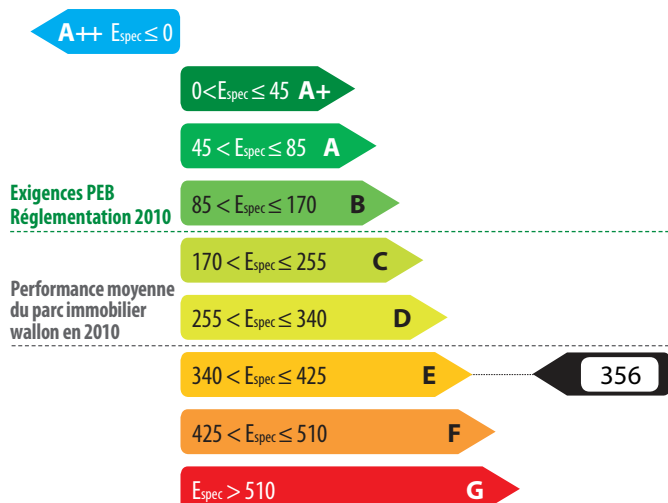 A++ Espec ≤ 0
0<Espec ≤ 45 A+
45 < Espec ≤ 85 A
Exigences PEB
Réglementation 2010
85 < Espec ≤ 170 B
170 < Espec ≤ 255 C
Performance moyenne
du parc immobilier
wallon en 2010
255 < Espec ≤ 340 D
340 < Espec ≤ 425 E
356
425 < Espec ≤ 510 F
Espec > 510 G